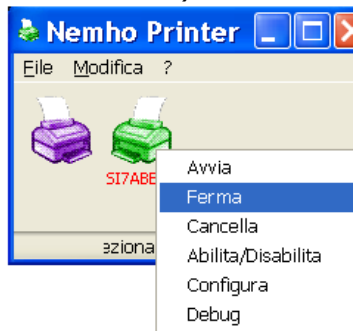 Nemho Printer
File Modifica ?
SI7ABE
Avvia
Ferma
Cancella
Abilita/Disabilita
Configura
Debug